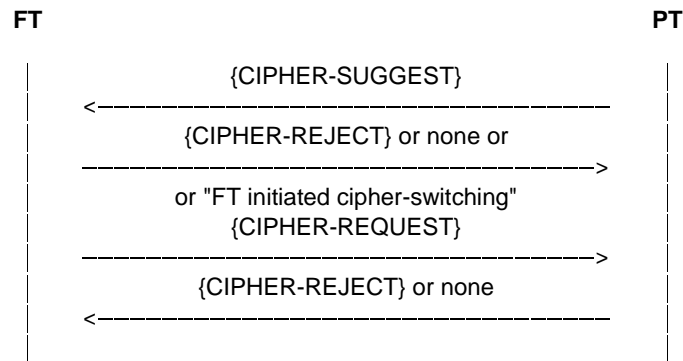 FT PT
{CIPHER-SUGGEST}
{CIPHER-REJECT} or none or
or "FT initiated cipher-switching"
{CIPHER-REQUEST}
{CIPHER-REJECT} or none